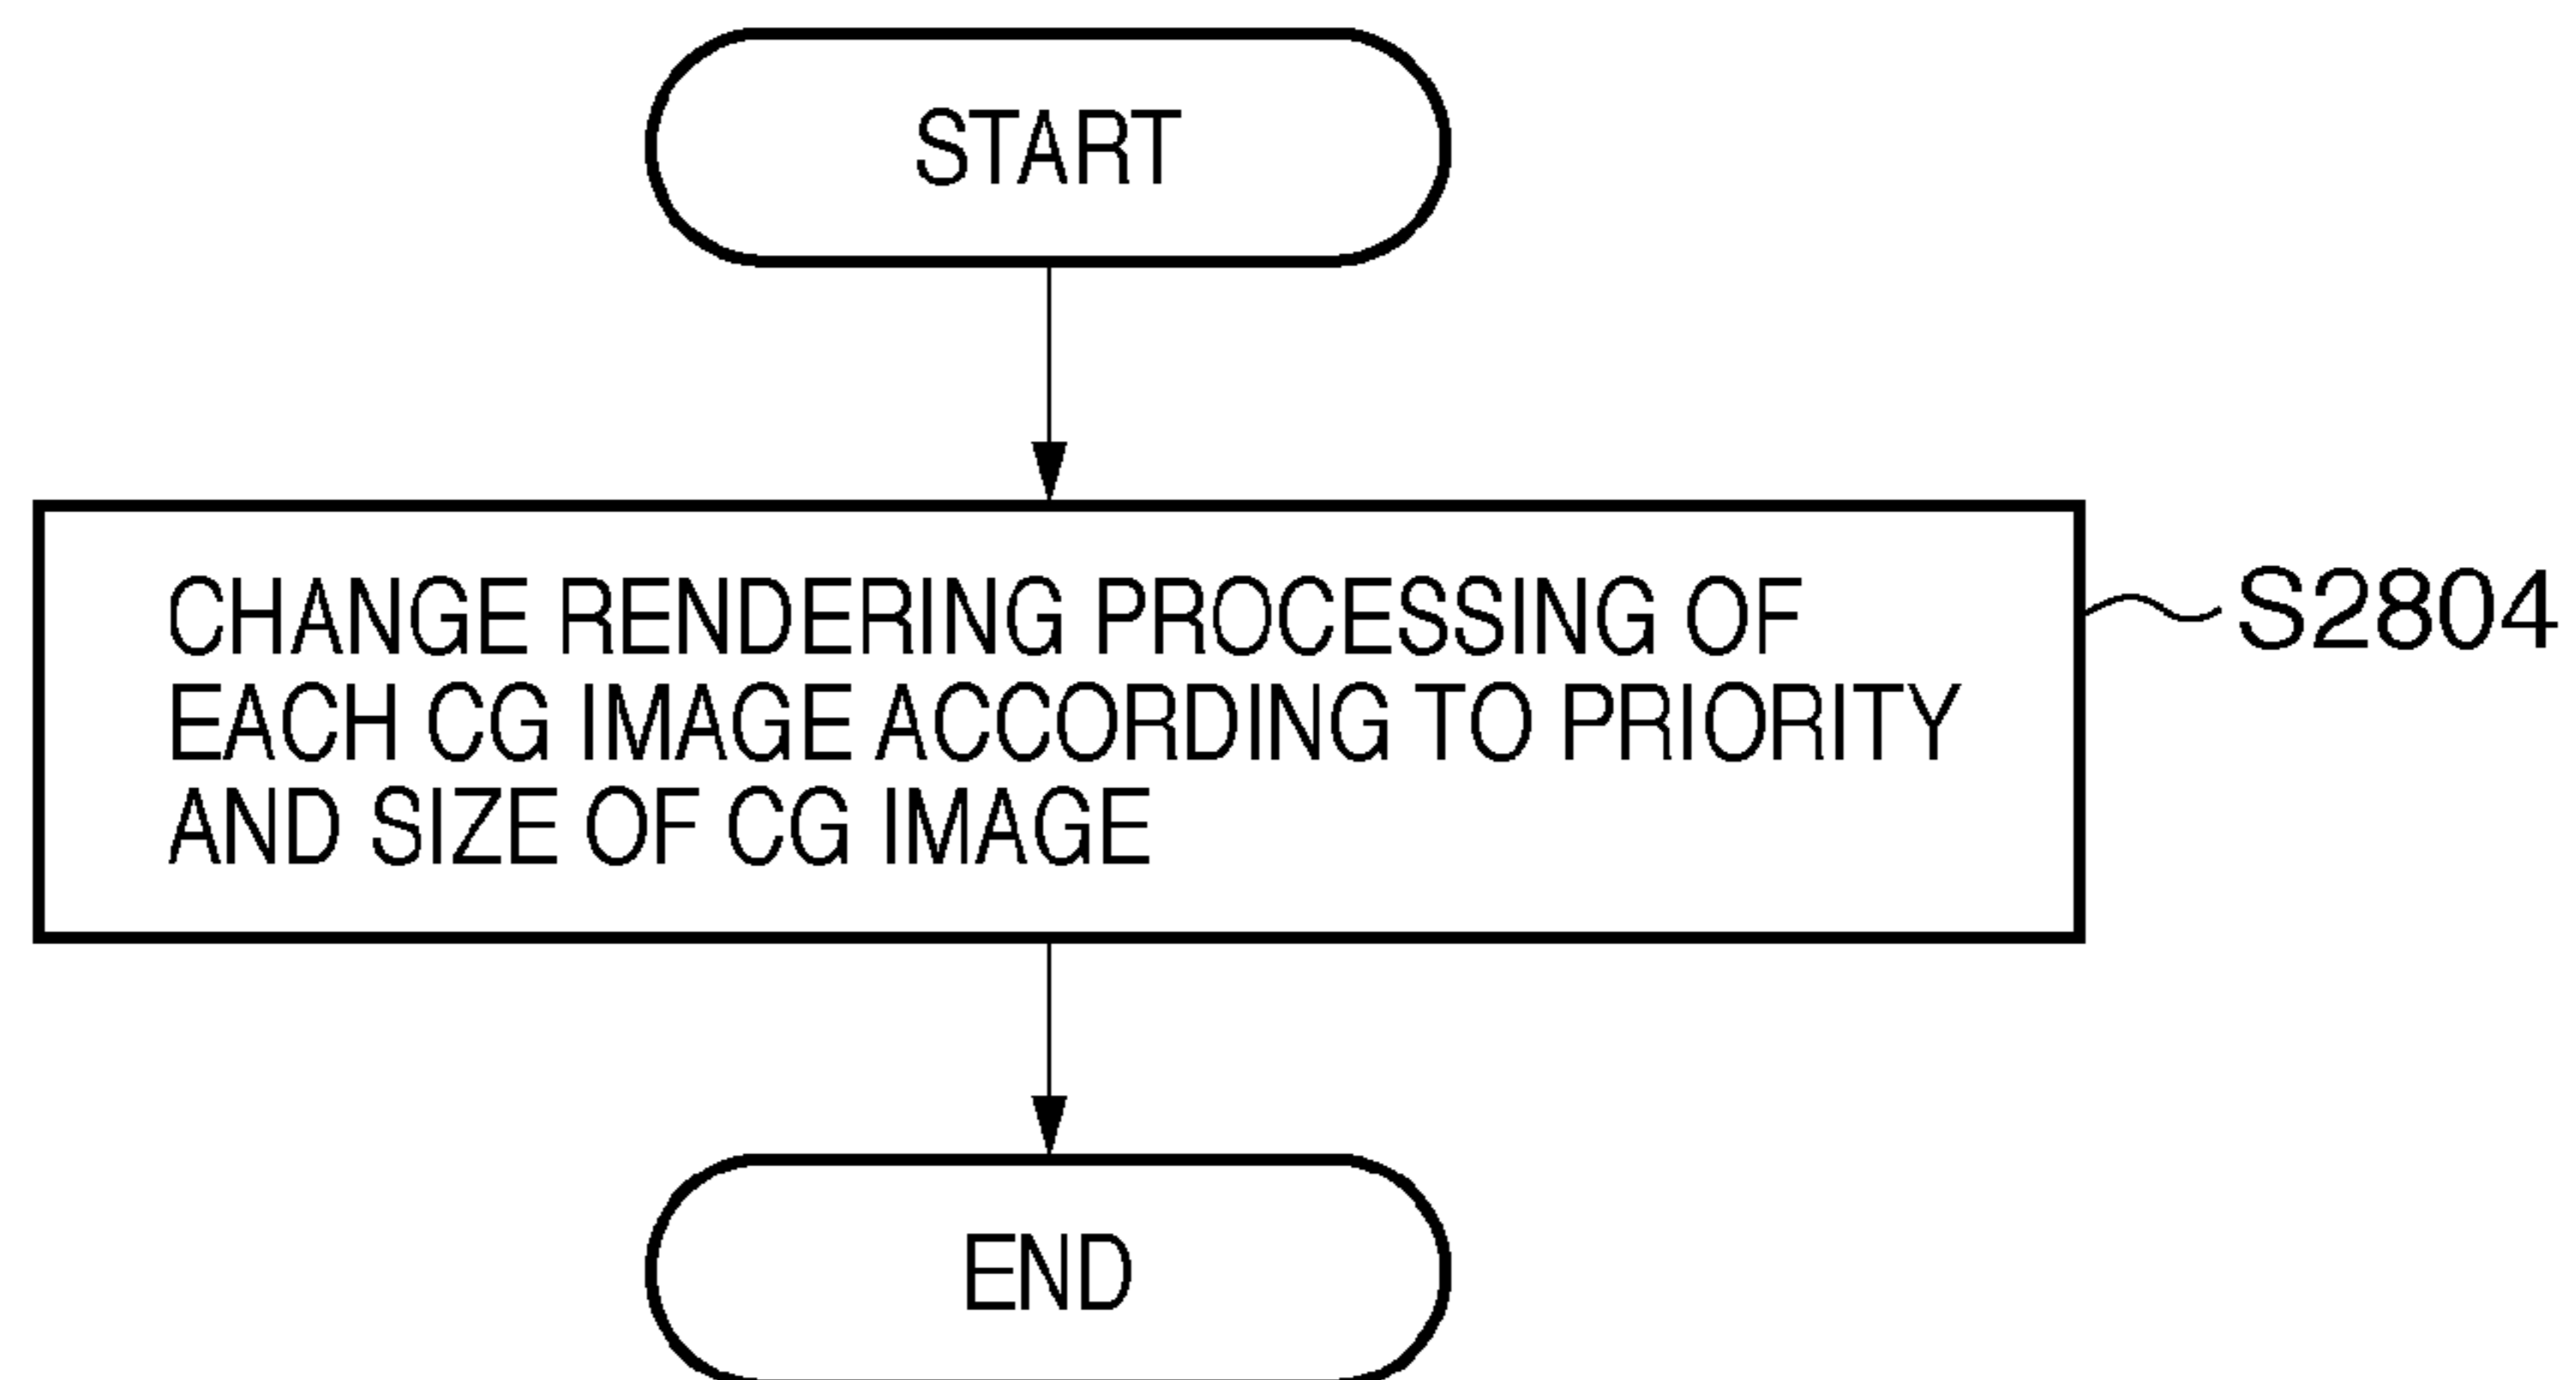 START
CHANGE RENDERING PROCESSING OF
EACH CG IMAGE ACCORDING TO PRIORITY
AND SIZE OF CG IMAGE
S2804
END